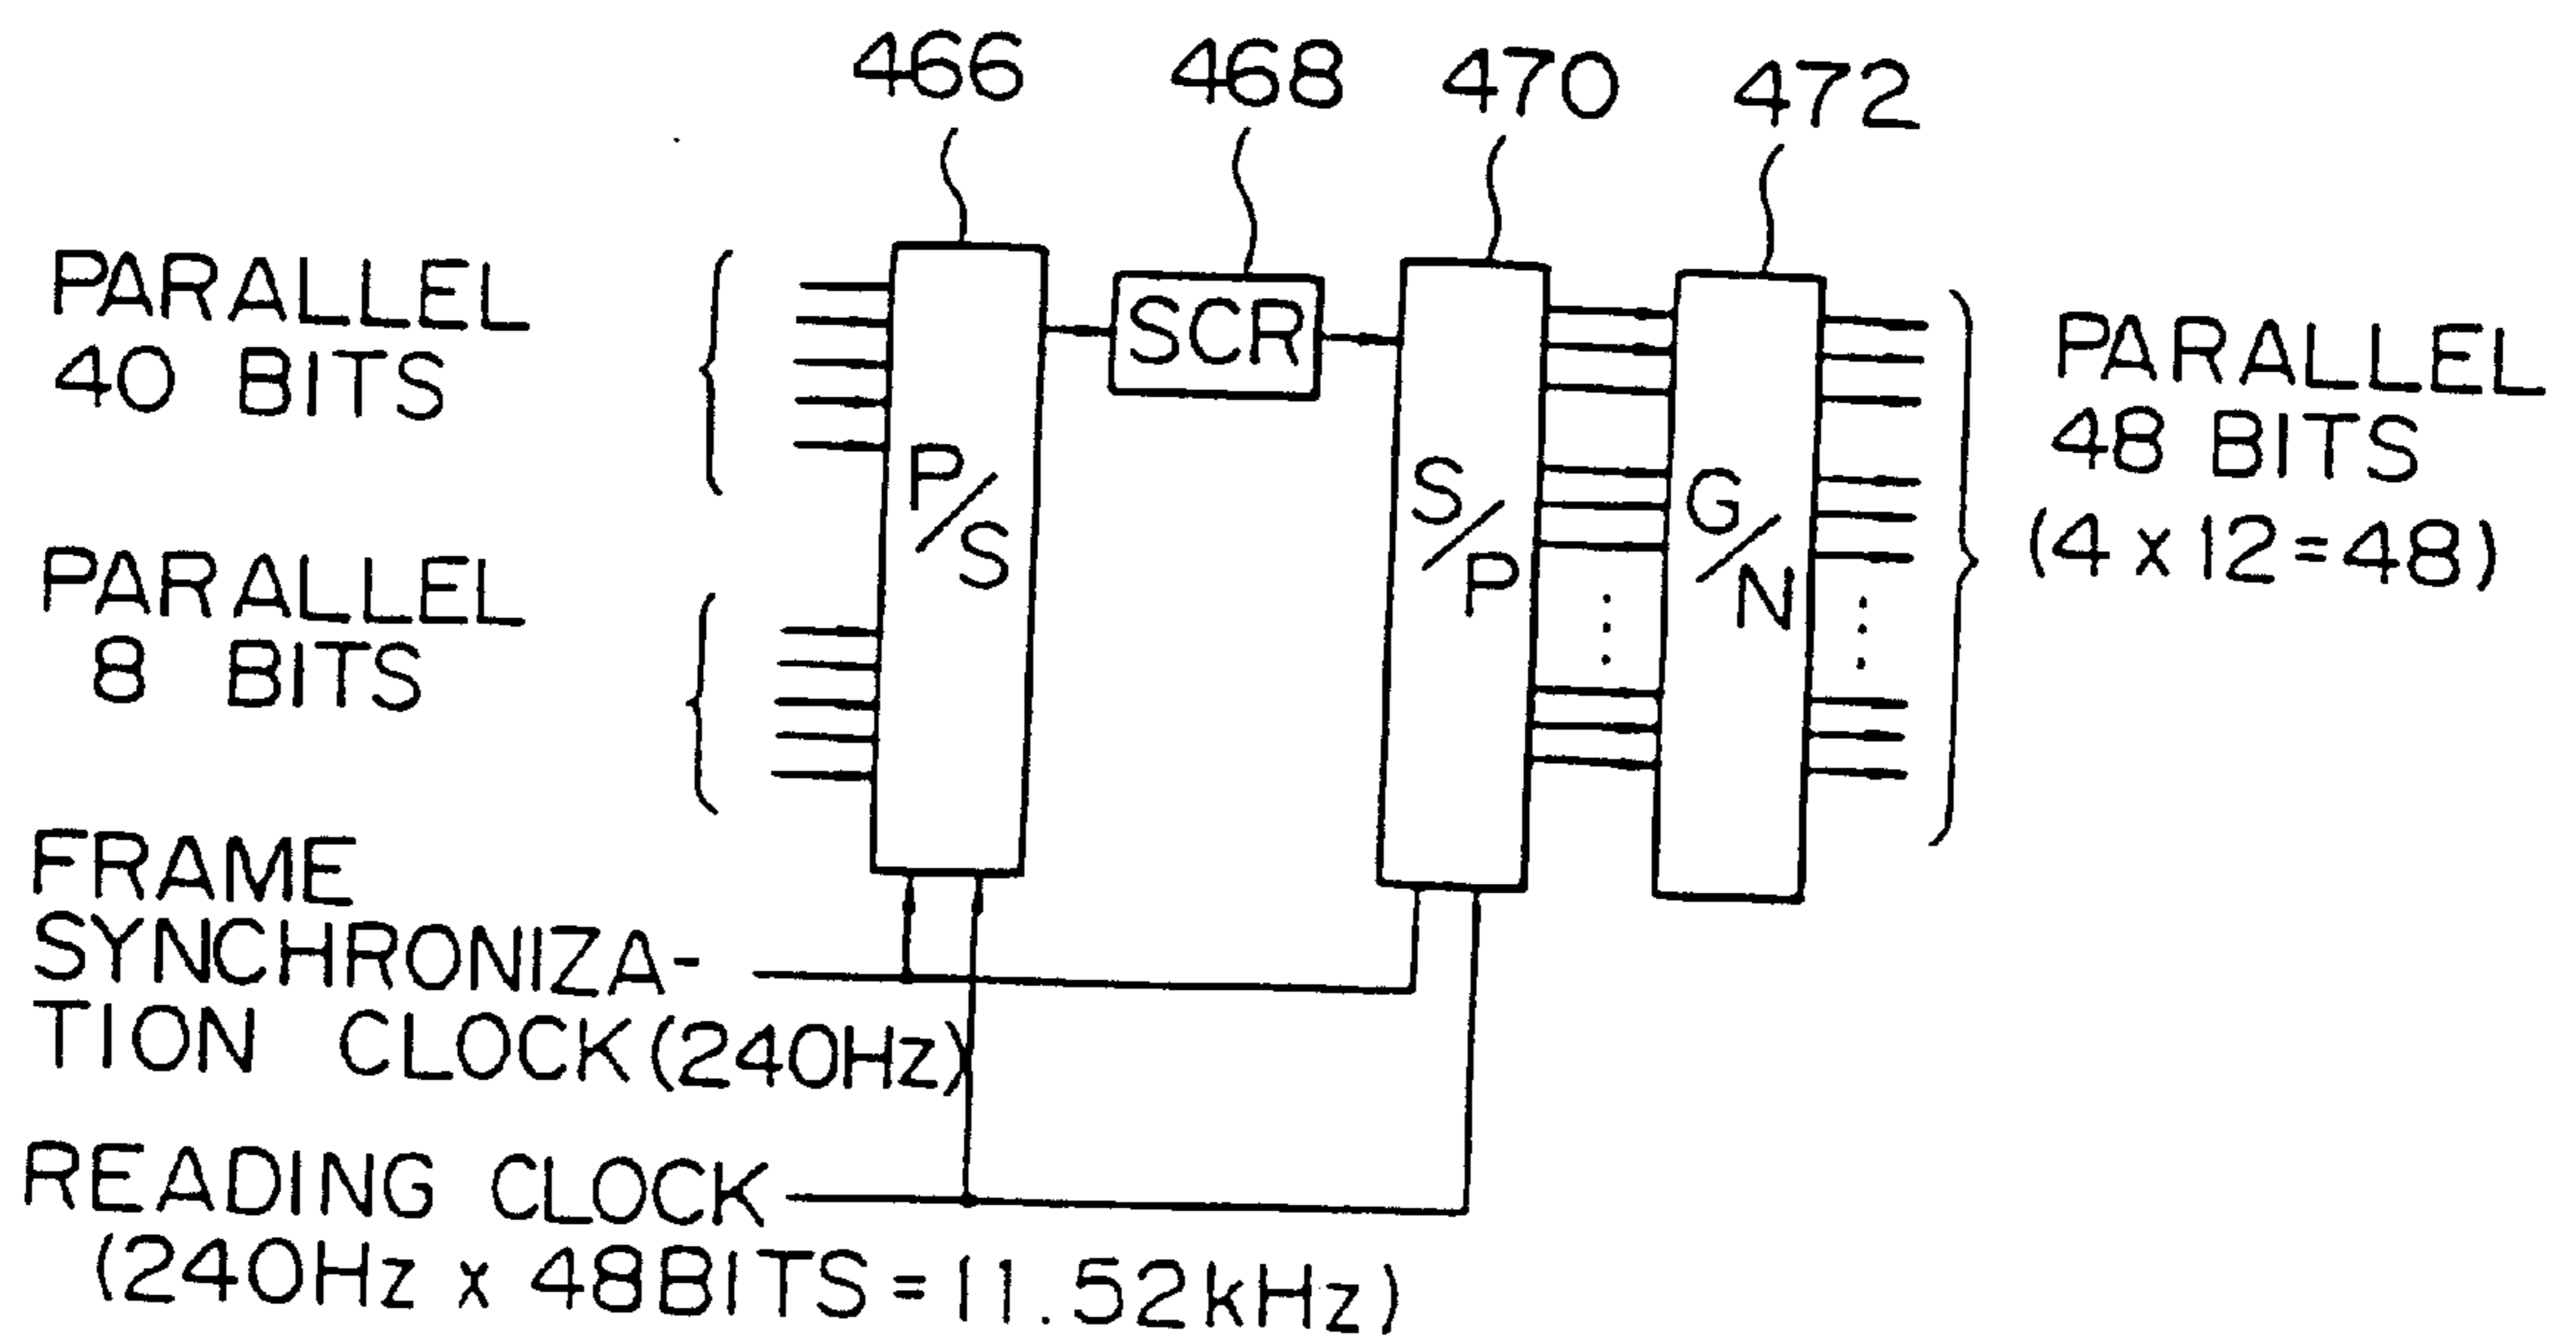 466
468
470
472
PARALLEL
40 BITS
PARALLEL
8 BITS
P/S
SCR
S/P
G/N
PARALLEL
48 BITS
(4 x 12 = 48)
FRAME
SYNCHRONIZA-
TION CLOCK (240Hz)
READING CLOCK
(240Hz x 48BITS = 11.52kHz)